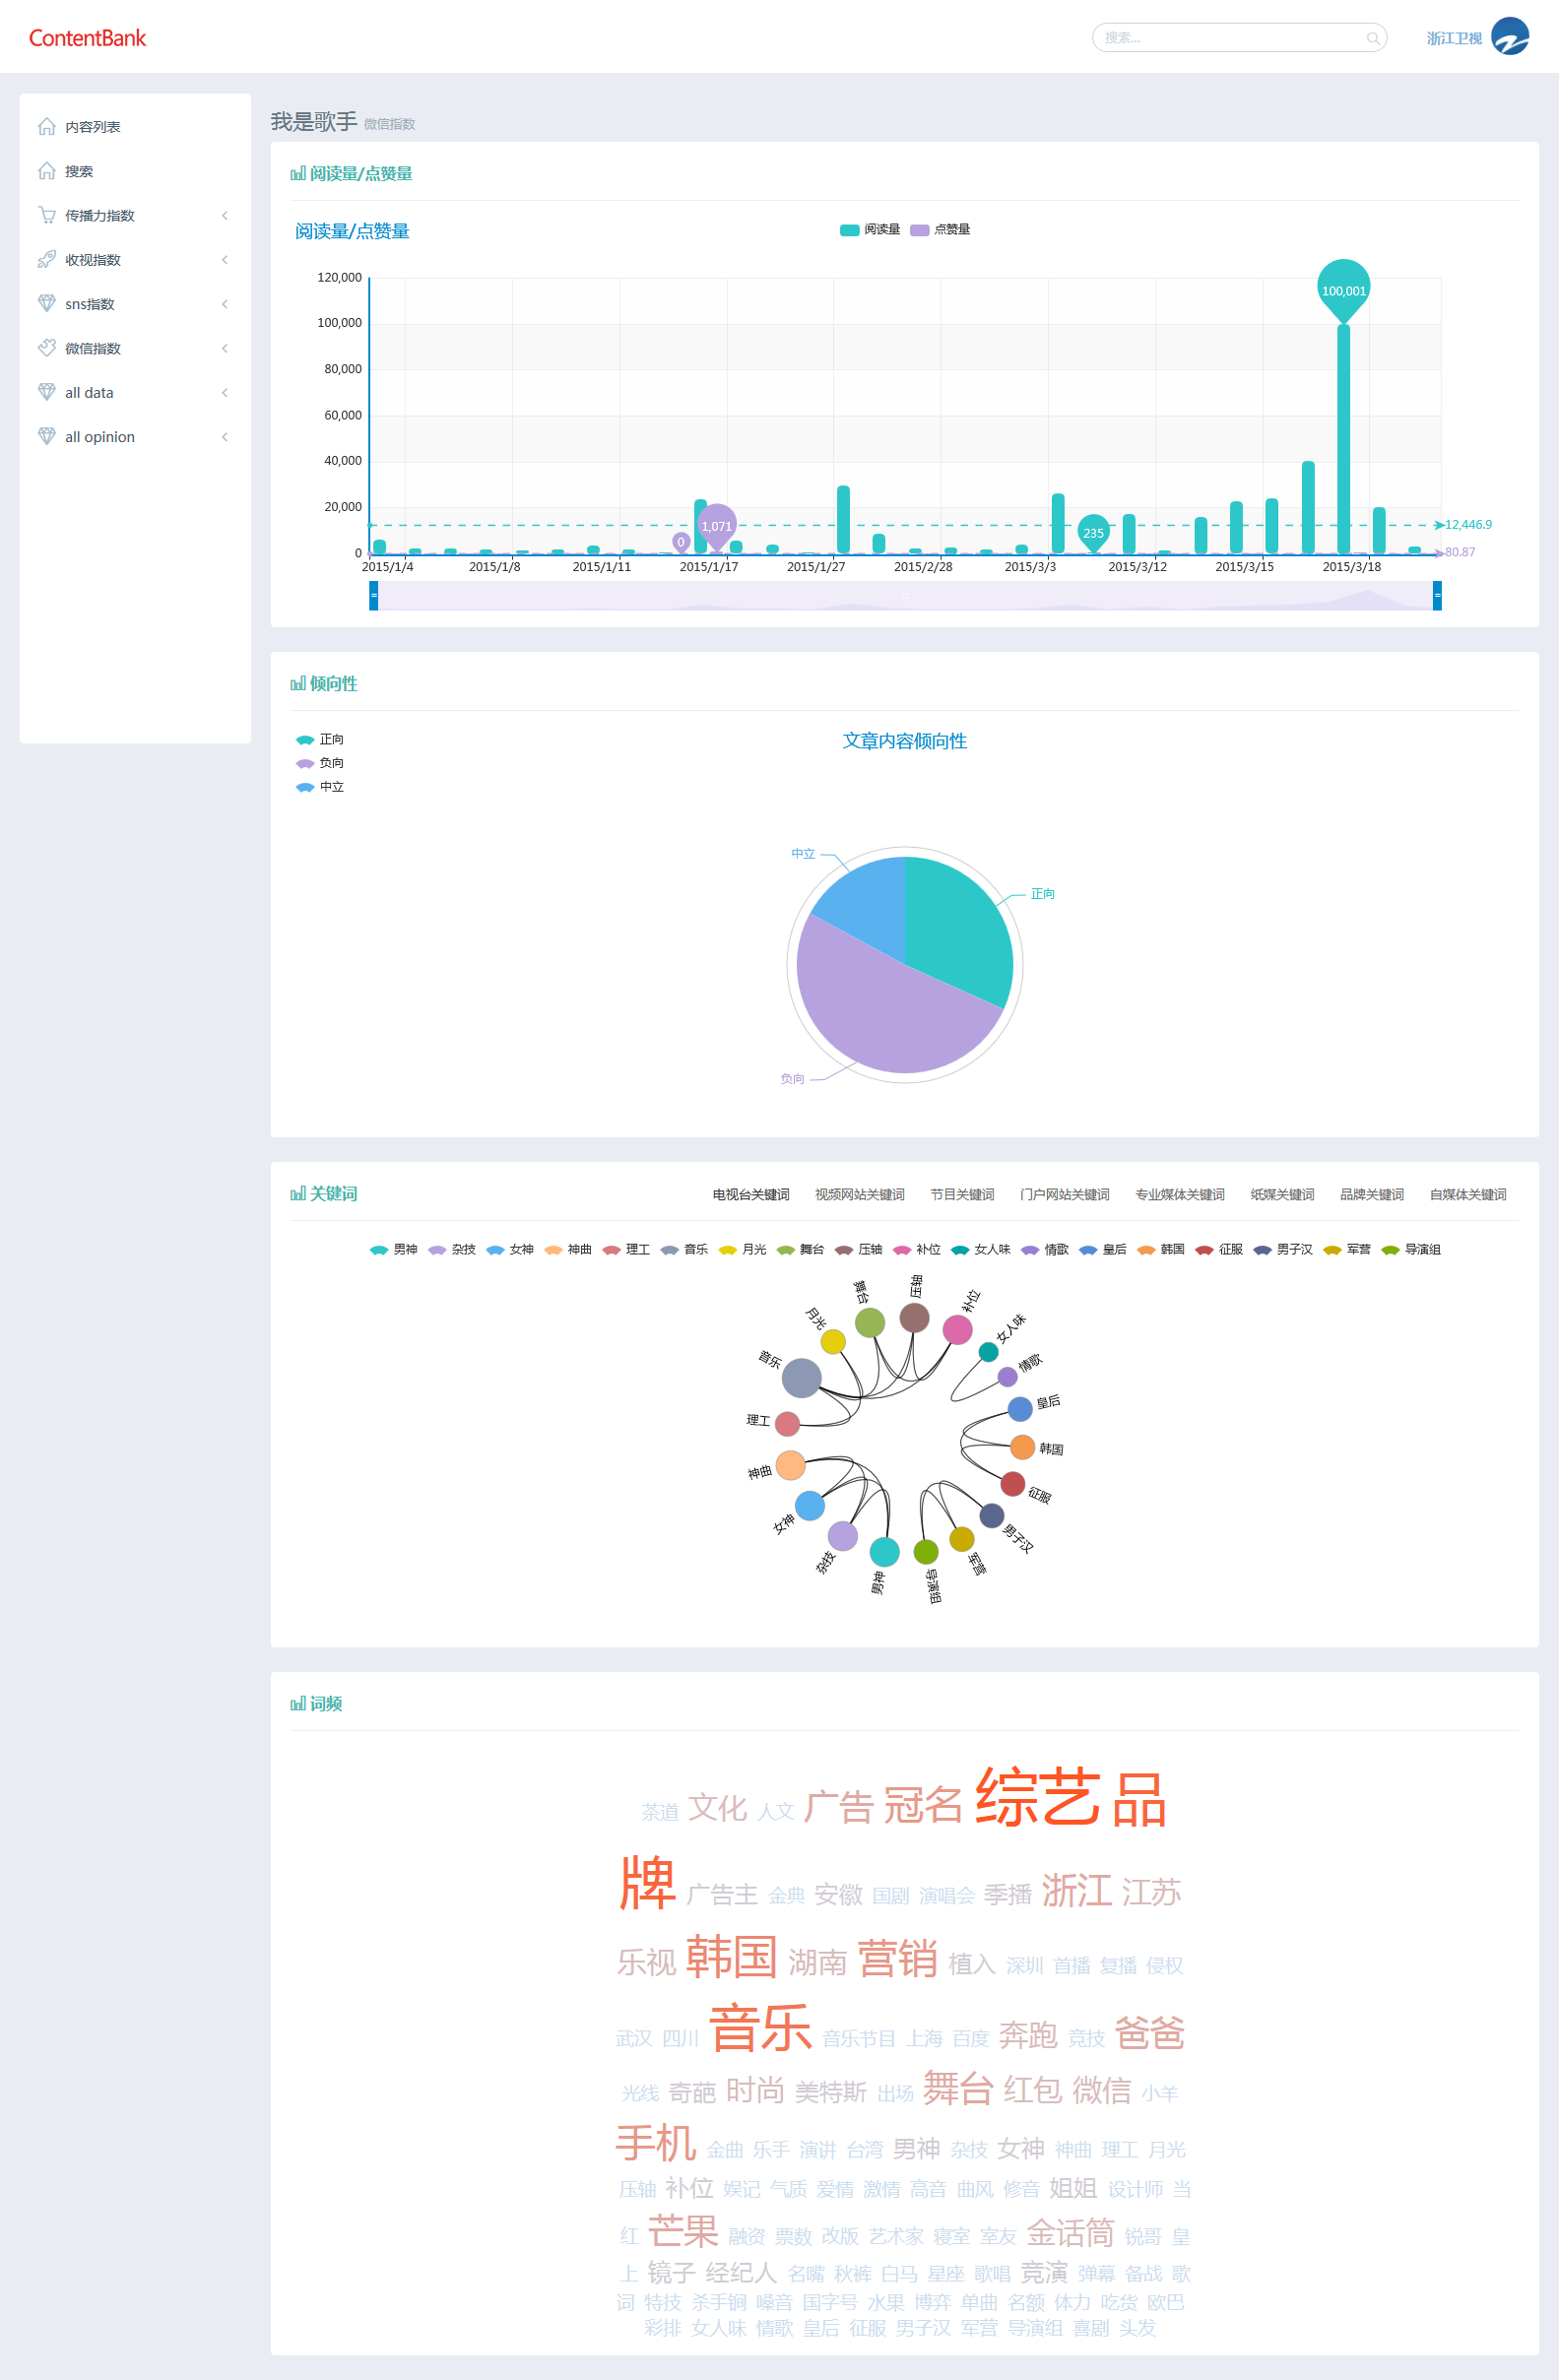 ContentBank
搜索...
浙江卫视
内容列表
搜索
传播力指数
收视指数
sns指数
微信指数
all data
all opinion
我是歌手 微信指数
阅读量/点赞量
阅读量/点赞量
阅读量 点赞量
120,000
100,000
80,000
60,000
40,000
20,000
0
100,001
1,071
0
235
12,446.9
80.87
2015/1/4 2015/1/8 2015/1/11 2015/1/17 2015/1/27 2015/2/28 2015/3/3 2015/3/12 2015/3/15 2015/3/18
倾向性
正向
负向
中立
文章内容倾向性
中立
正向
负向
关键词
电视台关键词 视频网站关键词 节目关键词 门户网站关键词 专业媒体关键词 纸媒关键词 品牌关键词 自媒体关键词
男神 杂技 女神 神曲 理工 音乐 月光 舞台 压轴 补位 女人味 情歌 皇后 韩国 征服 男子汉 军营 导演组
舞台
压轴
补位
月光
女人味
音乐
情歌
皇后
理工
韩国
神曲
征服
女神
男子汉
杂技
军营
男神
导演组
词频
茶道 文化 人文 广告 冠名 综艺 品
牌 广告主 金典 安徽 国剧 演唱会 季播 浙江 江苏
乐视 韩国 湖南 营销 植入 深圳 首播 复播 侵权
武汉 四川 音乐 音乐节目 上海 百度 奔跑 竞技 爸爸
光线 奇葩 时尚 美特斯 出场 舞台 红包 微信 小羊
手机 金曲 乐手 演讲 台湾 男神 杂技 女神 神曲 理工 月光
压轴 补位 娱记 气质 爱情 激情 高音 曲风 修音 姐姐 设计师 当
红 芒果 融资 票数 改版 艺术家 寝室 室友 金话筒 锐哥 皇
上 镜子 经纪人 名嘴 秋裤 白马 星座 歌唱 竞演 弹幕 备战 歌
词 特技 杀手锏 嗓音 国字号 水果 博弈 单曲 名额 体力 吃货 欧巴
彩排 女人味 情歌 皇后 征服 男子汉 军营 导演组 喜剧 头发